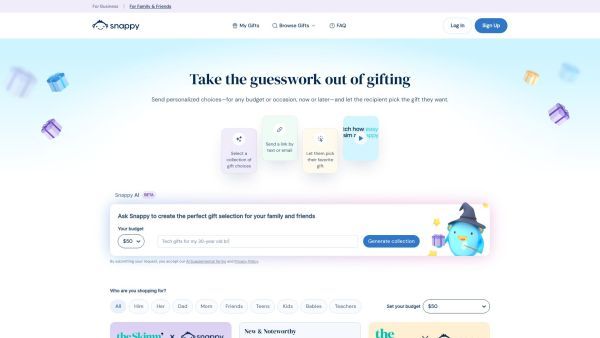 For Business | For Family & Friends
snappy
My Gifts
Browse Gifts
FAQ
Log In
Sign Up
Take the guesswork out of gifting
Send personalized choices—for any budget or occasion, now or later—and let the recipient pick the gift they want.
Select a
collection of
gift choices
Send a link by
text or email
Let them pick
their favorite
gift
tch how easy
Snappy AI BETA
Ask Snappy to create the perfect gift selection for your family and friends
Your budget
$50
Tech gifts for my 30-year old
Generate collection
By submitting your request, you accept our AI Supplemental Terms and Privacy Policy.
Who are you shopping for?
All
Him
Her
Dad
Mom
Friends
Teens
Kids
Babies
Teachers
Set your budget
$50
theSkimm' x snappy
New & Noteworthy
the